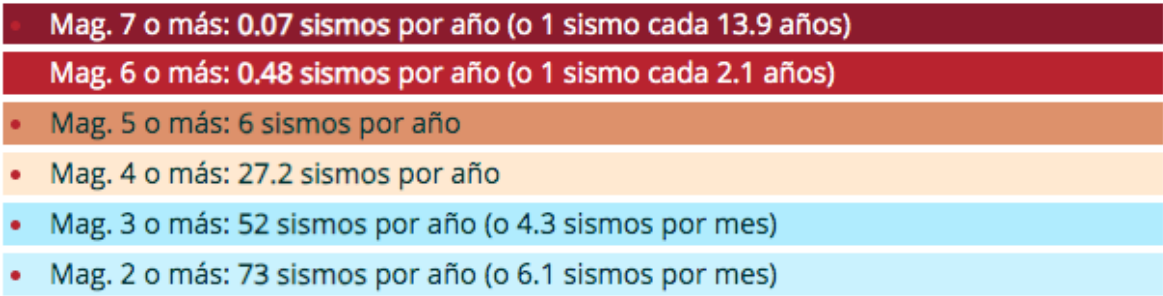 Mag. 7 o más: 0.07 sismos por año (o 1 sismo cada 13.9 años)
Mag. 6 o más: 0.48 sismos por año (o 1 sismo cada 2.1 años)
Mag. 5 o más: 6 sismos por año
Mag. 4 o más: 27.2 sismos por año
Mag. 3 o más: 52 sismos por año (o 4.3 sismos por mes)
Mag. 2 o más: 73 sismos por año (o 6.1 sismos por mes)